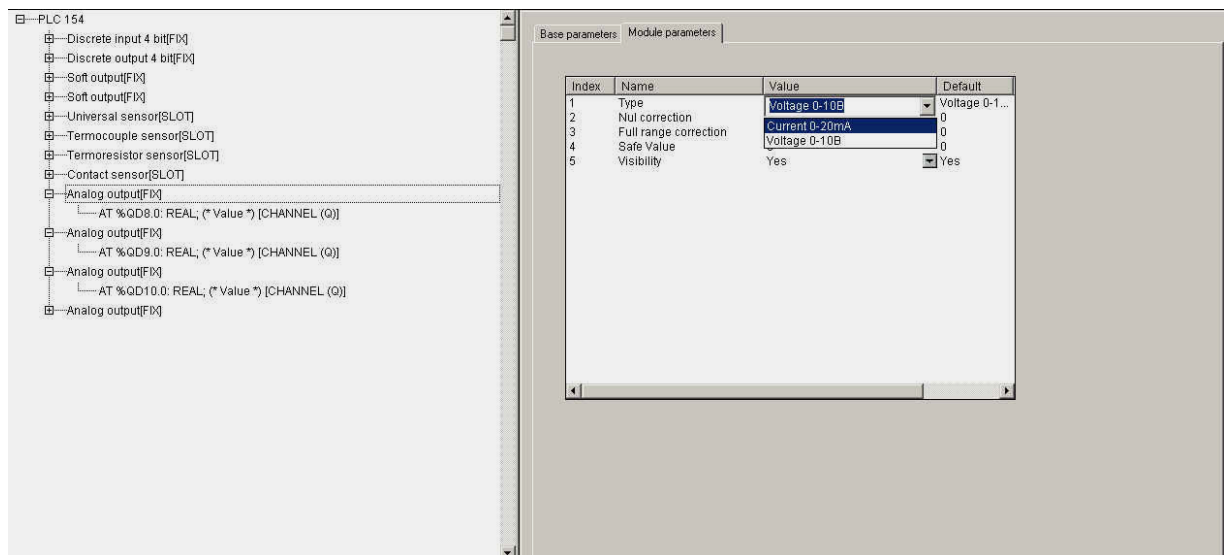 PLC 154
Discrete input 4 bit[FIX]
Discrete output 4 bit[FIX]
Soft output[FIX]
Soft output[FIX]
Universal sensor[SLOT]
Termocouple sensor[SLOT]
Termoresistor sensor[SLOT]
Contact sensor[SLOT]
Analog output[FIX]
AT %QD8.0: REAL; (* Value *) [CHANNEL (Q)]
Analog output[FIX]
AT %QD9.0: REAL; (* Value *) [CHANNEL (Q)]
Analog output[FIX]
AT %QD10.0: REAL; (* Value *) [CHANNEL (Q)]
Analog output[FIX]
Base parameters Module parameters
Index Name Value Default
1 Type Voltage 0-10B Voltage 0-1...
2 Nul correction
Current 0-20mA
3 Full range correction 0
Voltage 0-10B
4 Safe Value 0
5 Visibility Yes Yes